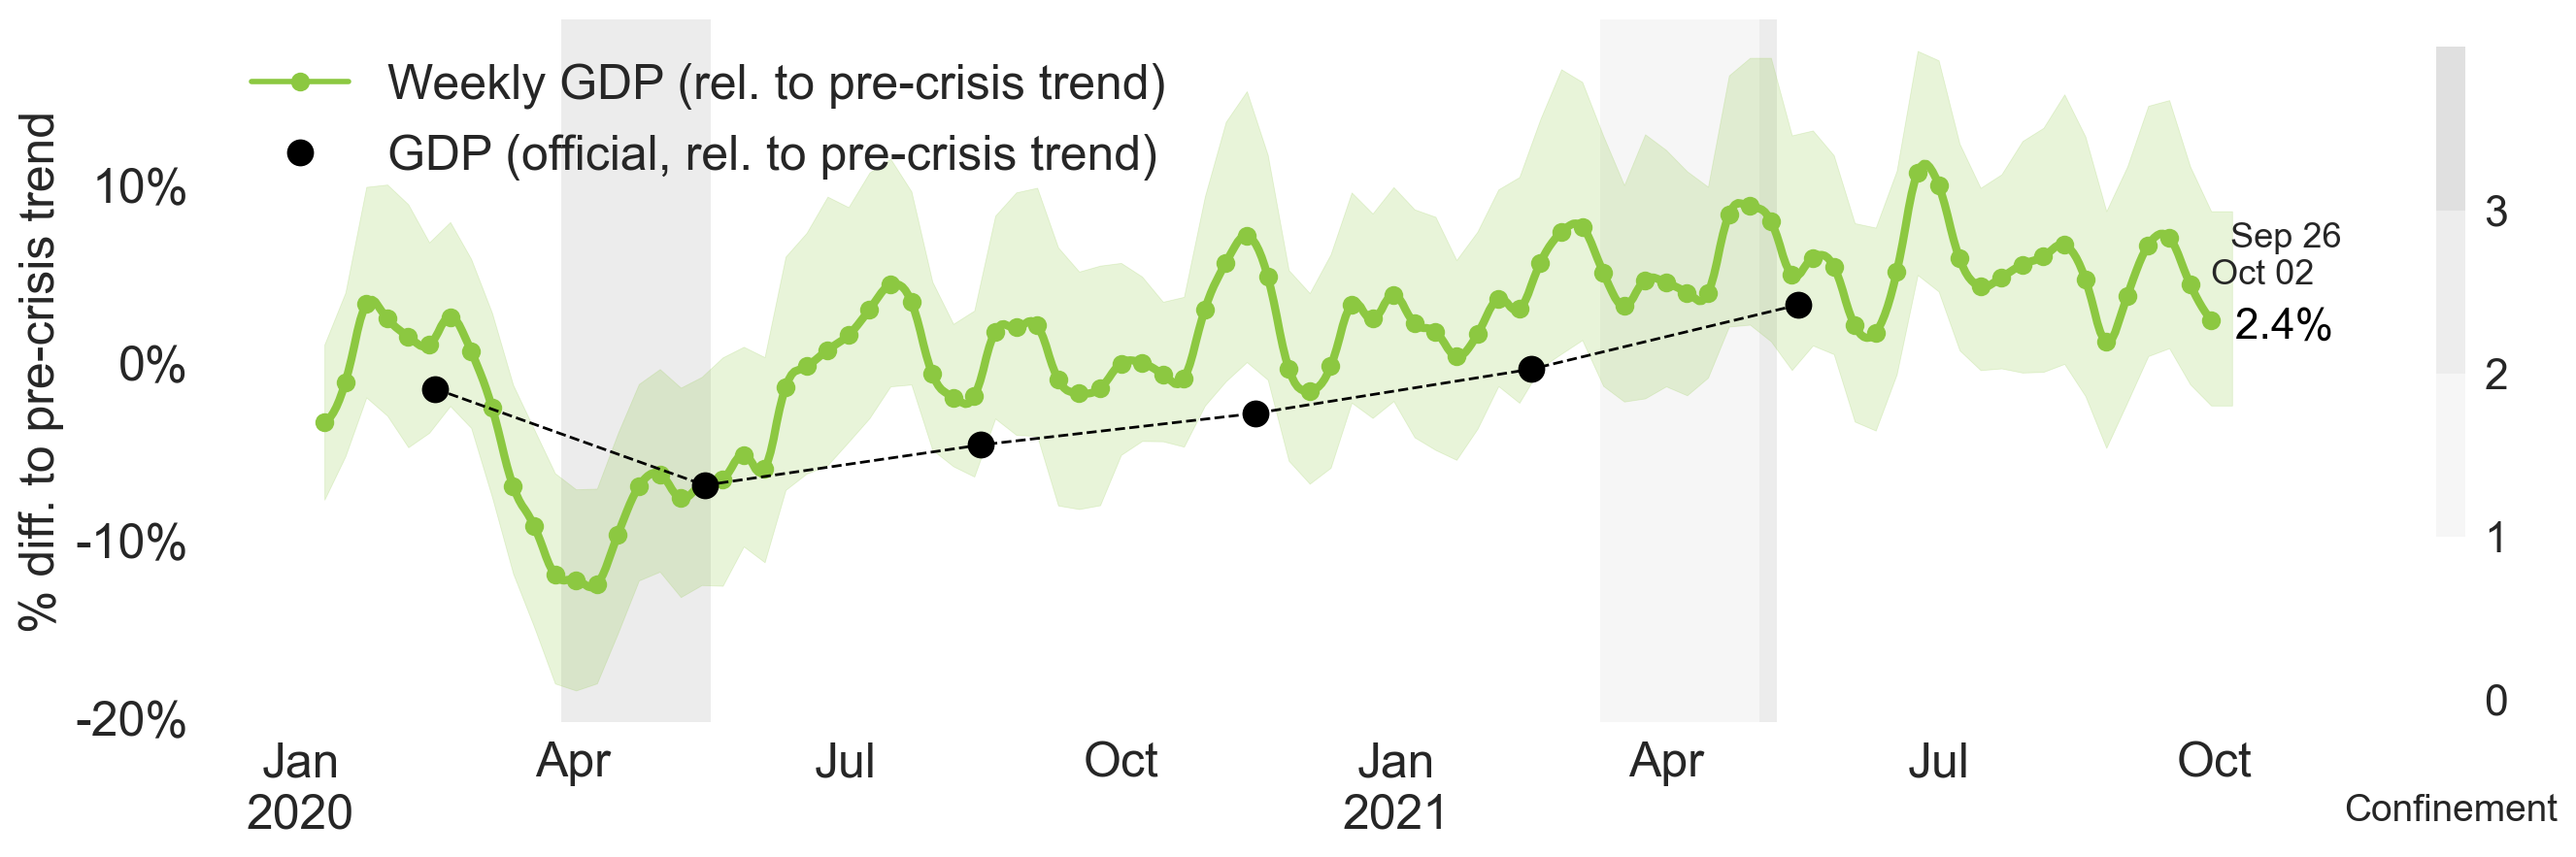 Weekly GDP (rel. to pre-crisis trend)
GDP (official, rel. to pre-crisis trend)
% diff. to pre-crisis trend
10%
0%
-10%
-20%
Jan
2020
Apr
Jul
Oct
Jan
2021
Apr
Jul
Oct
Sep 26
Oct 02
2.4%
3
2
1
0
Confinement